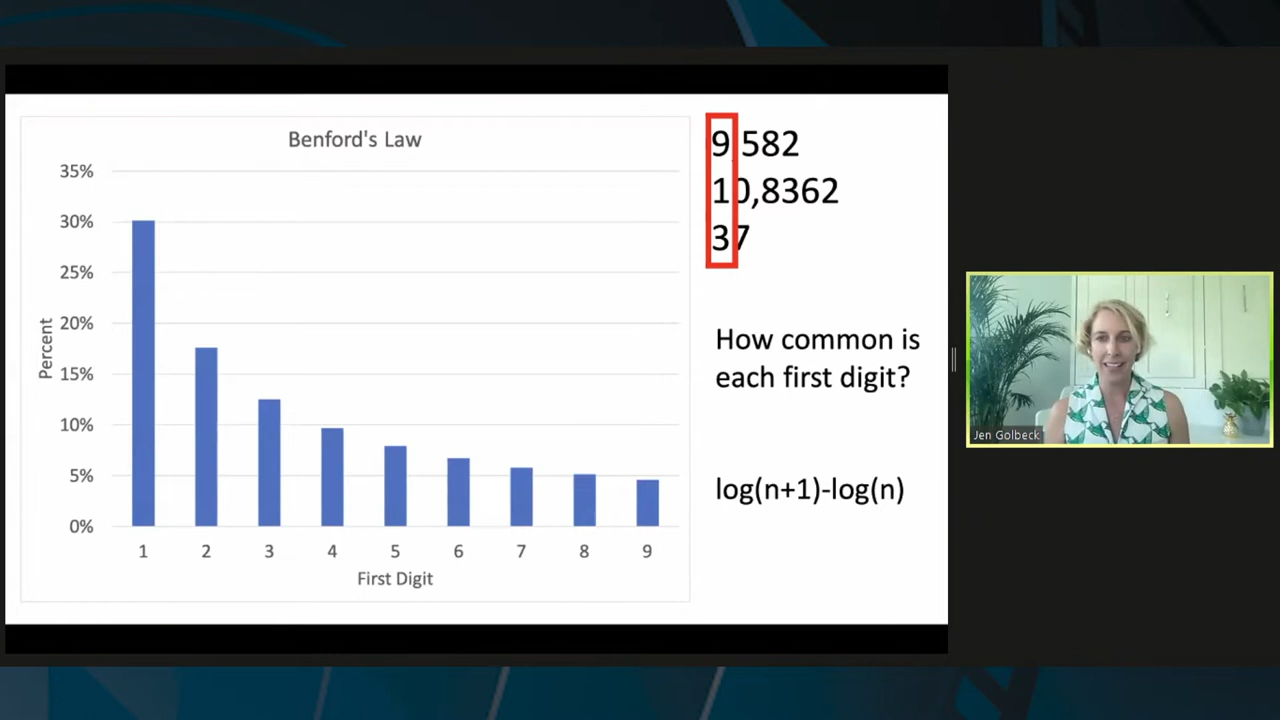 Benford's Law
35%
30%
25%
20%
15%
10%
5%
0%
Percent
1 2 3 4 5 6 7 8 9
First Digit
9,582
10,8362
37
How common is
each first digit?
log(n+1)-log(n)
Jen Golbeck